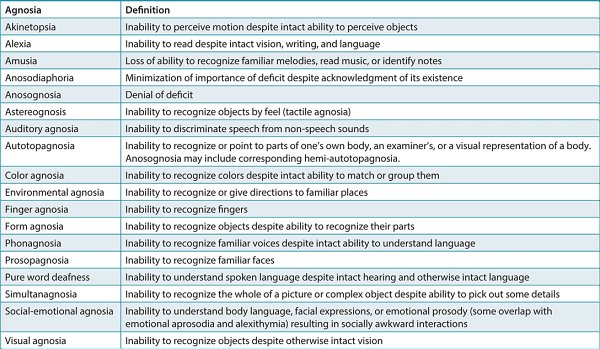 Agnosia Definition
Akinetopsia Inability to perceive motion despite intact ability to perceive objects
Alexia Inability to read despite intact vision, writing, and language
Amusia Loss of ability to recognize familiar melodies, read music, or identify notes
Anosodiaphoria Minimization of importance of deficit despite acknowledgment of its existence
Anosognosia Denial of deficit
Astereognosis Inability to recognize objects by feel (tactile agnosia)
Auditory agnosia Inability to discriminate speech from non-speech sounds
Autotopagnosia Inability to recognize or point to parts of one's own body, an examiner's, or a visual representation of a body.
Anosognosia may include corresponding hemi-autotopagnosia.
Color agnosia Inability to recognize colors despite intact ability to match or group them
Environmental agnosia Inability to recognize or give directions to familiar places
Finger agnosia Inability to recognize fingers
Form agnosia Inability to recognize objects despite ability to recognize their parts
Phonagnosia Inability to recognize familiar voices despite intact ability to understand language
Prosopagnosia Inability to recognize familiar faces
Pure word deafness Inability to understand spoken language despite intact hearing and otherwise intact language
Simultanagnosia Inability to recognize the whole of a picture or complex object despite ability to pick out some details
Social-emotional agnosia Inability to understand body language, facial expressions, or emotional prosody (some overlap with
emotional aprosodia and alexithymia) resulting in socially awkward interactions
Visual agnosia Inability to recognize objects despite otherwise intact vision